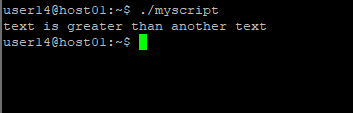 user14@host01:~$ ./myscript
text is greater than another text
user14@host01:~$